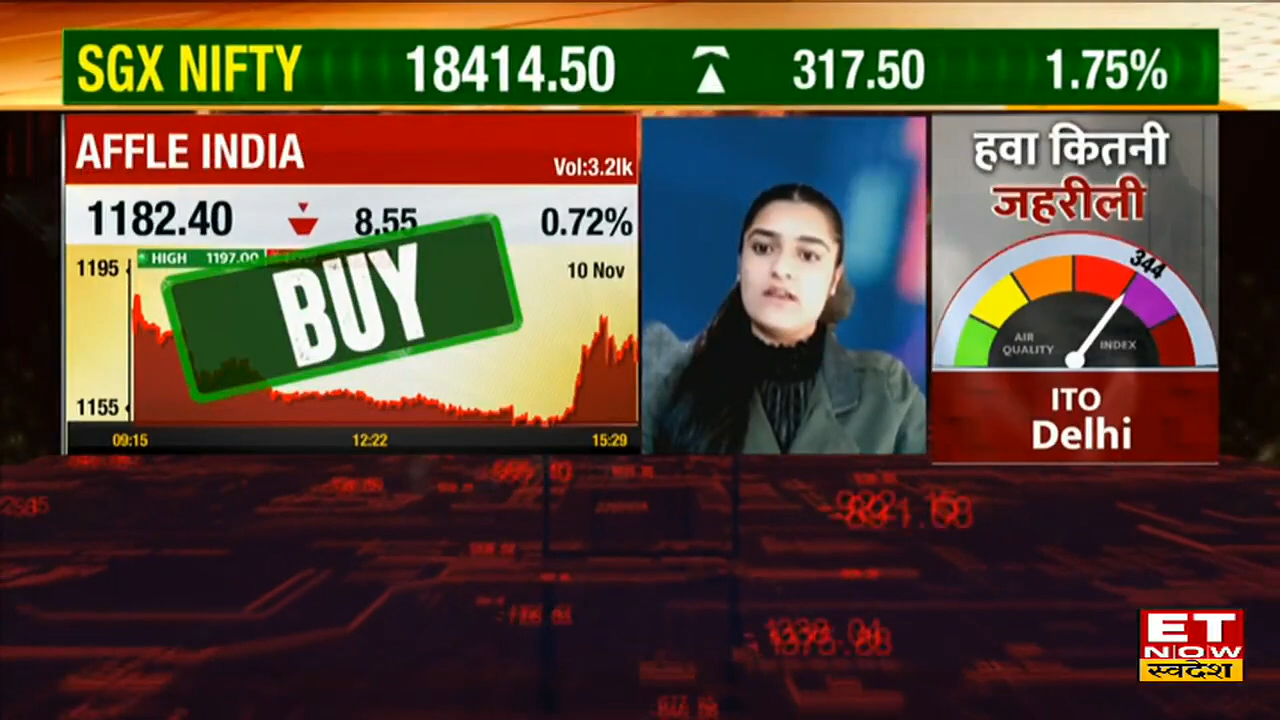 SGX NIFTY 18414.50 317.50 1.75%
AFFLE INDIA
Vol:3.2lk
1182.40 8.55 0.72%
HIGH 1197.00
10 Nov
1195
BUY
1155
09:15 12:22 15:29
हवा कितनी
जहरीली
344
AIR
QUALITY
INDEX
ITO
Delhi
ET
NOW
स्वदेश